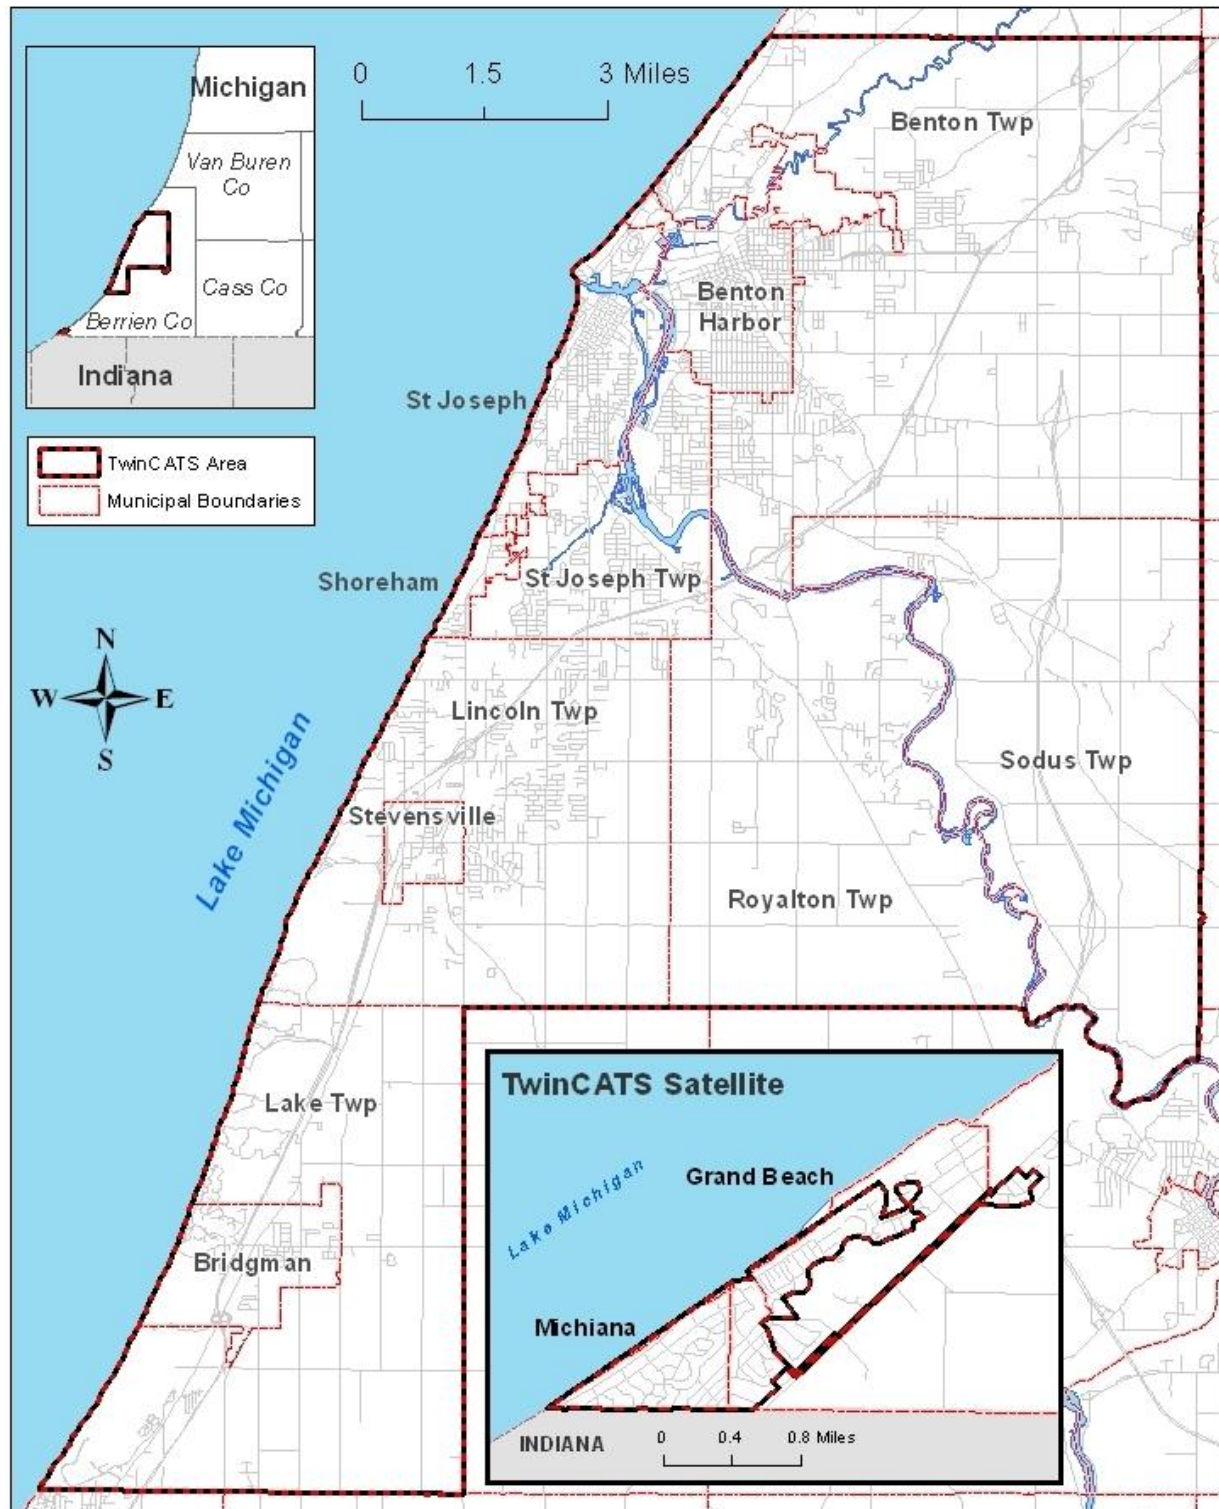 Michigan
Van Buren
Co
Cass Co
Berrien Co
Indiana
0 1.5 3 Miles
TwinCATS Area
Municipal Boundaries
Benton Twp
Benton
Harbor
St Joseph
Shoreham
St Joseph Twp
N
W E
S
Lake Michigan
Lincoln Twp
Sodus Twp
Stevensville
Royalton Twp
Lake Twp
Bridgman
TwinCATS Satellite
Lake Michigan
Grand Beach
Michiana
INDIANA
0 0.4 0.8 Miles